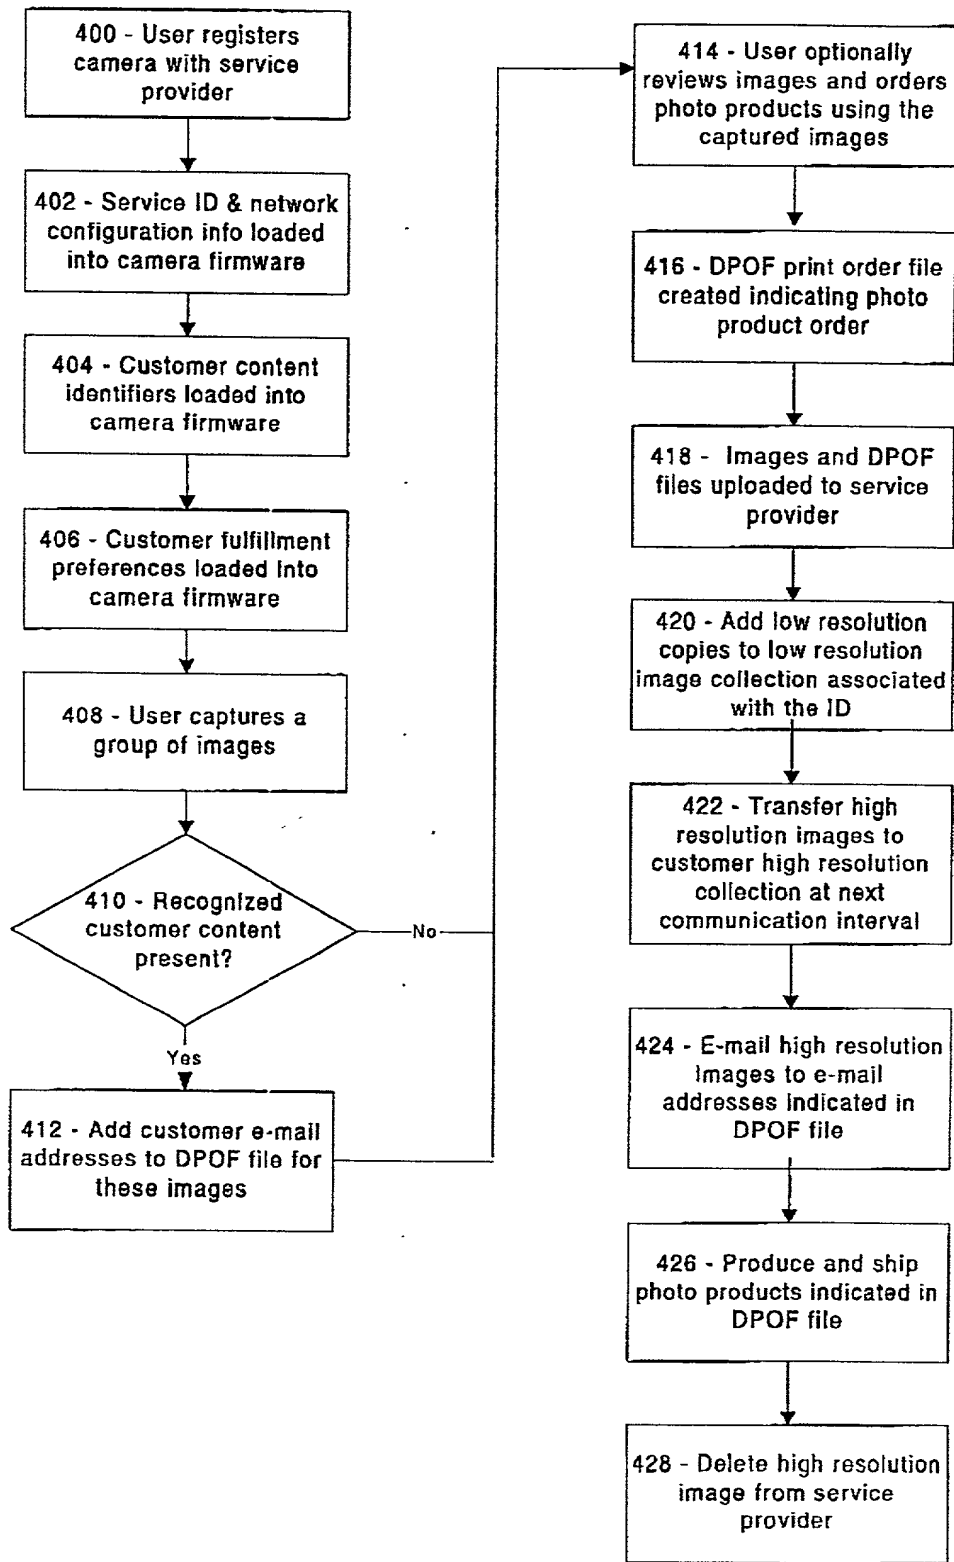 400 - User registers
camera with service
provider
402 - Service ID & network
configuration info loaded
into camera firmware
404 - Customer content
identifiers loaded into
camera firmware
406 - Customer fulfillment
preferences loaded into
camera firmware
408 - User captures a
group of images
410 - Recognized
customer content
present?
No
Yes
412 - Add customer e-mail
addresses to DPOF file for
these images
414 - User optionally
reviews images and orders
photo products using the
captured images
416 - DPOF print order file
created indicating photo
product order
418 - Images and DPOF
files uploaded to service
provider
420 - Add low resolution
copies to low resolution
image collection associated
with the ID
422 - Transfer high
resolution images to
customer high resolution
collection at next
communication interval
424 - E-mail high resolution
images to e-mail
addresses indicated in
DPOF file
426 - Produce and ship
photo products indicated in
DPOF file
428 - Delete high resolution
image from service
provider